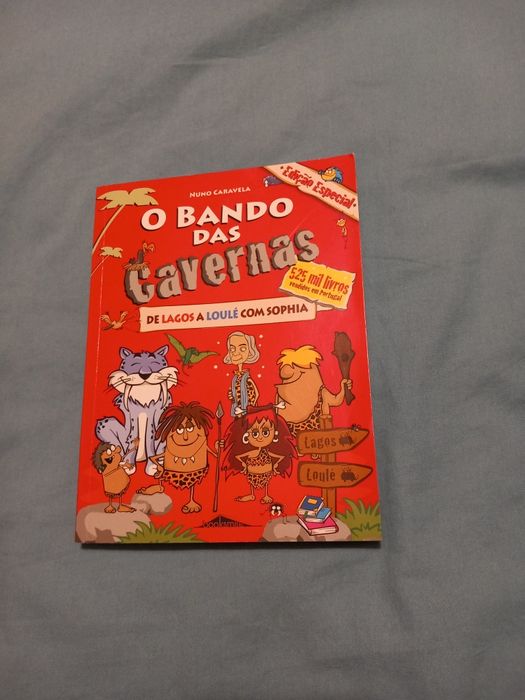 NUNO CARAVELA
Edição Especial
O BANDO
DAS
Cavernas
525 mil livros
vendidos em Portugal
DE LAGOS A LOULÉ COM SOPHIA
Lagos
Loulé
booksmile